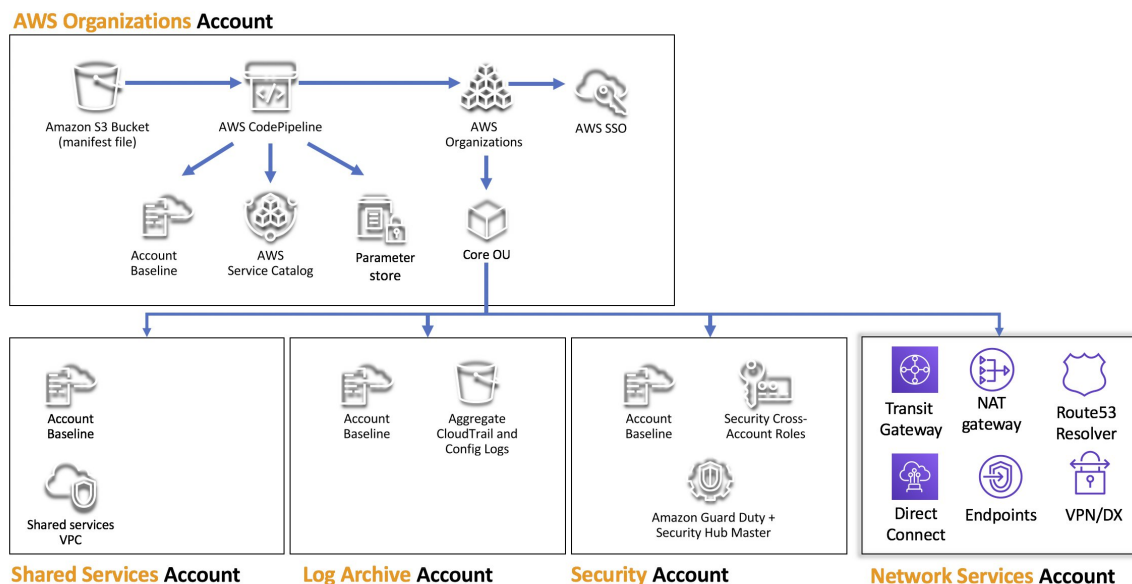 AWS Organizations Account
Amazon S3 Bucket
(manifest file)
AWS CodePipeline
AWS
Organizations
AWS SSO
Account
Baseline
AWS
Service Catalog
Parameter
store
Core OU
Account
Baseline
Shared services
VPC
Account
Baseline
Aggregate
CloudTrail and
Config Logs
Account
Baseline
Security Cross-
Account Roles
Amazon Guard Duty +
Security Hub Master
Transit
Gateway
NAT
gateway
Route53
Resolver
Direct
Connect
Endpoints
VPN/DX
Shared Services Account
Log Archive Account
Security Account
Network Services Account